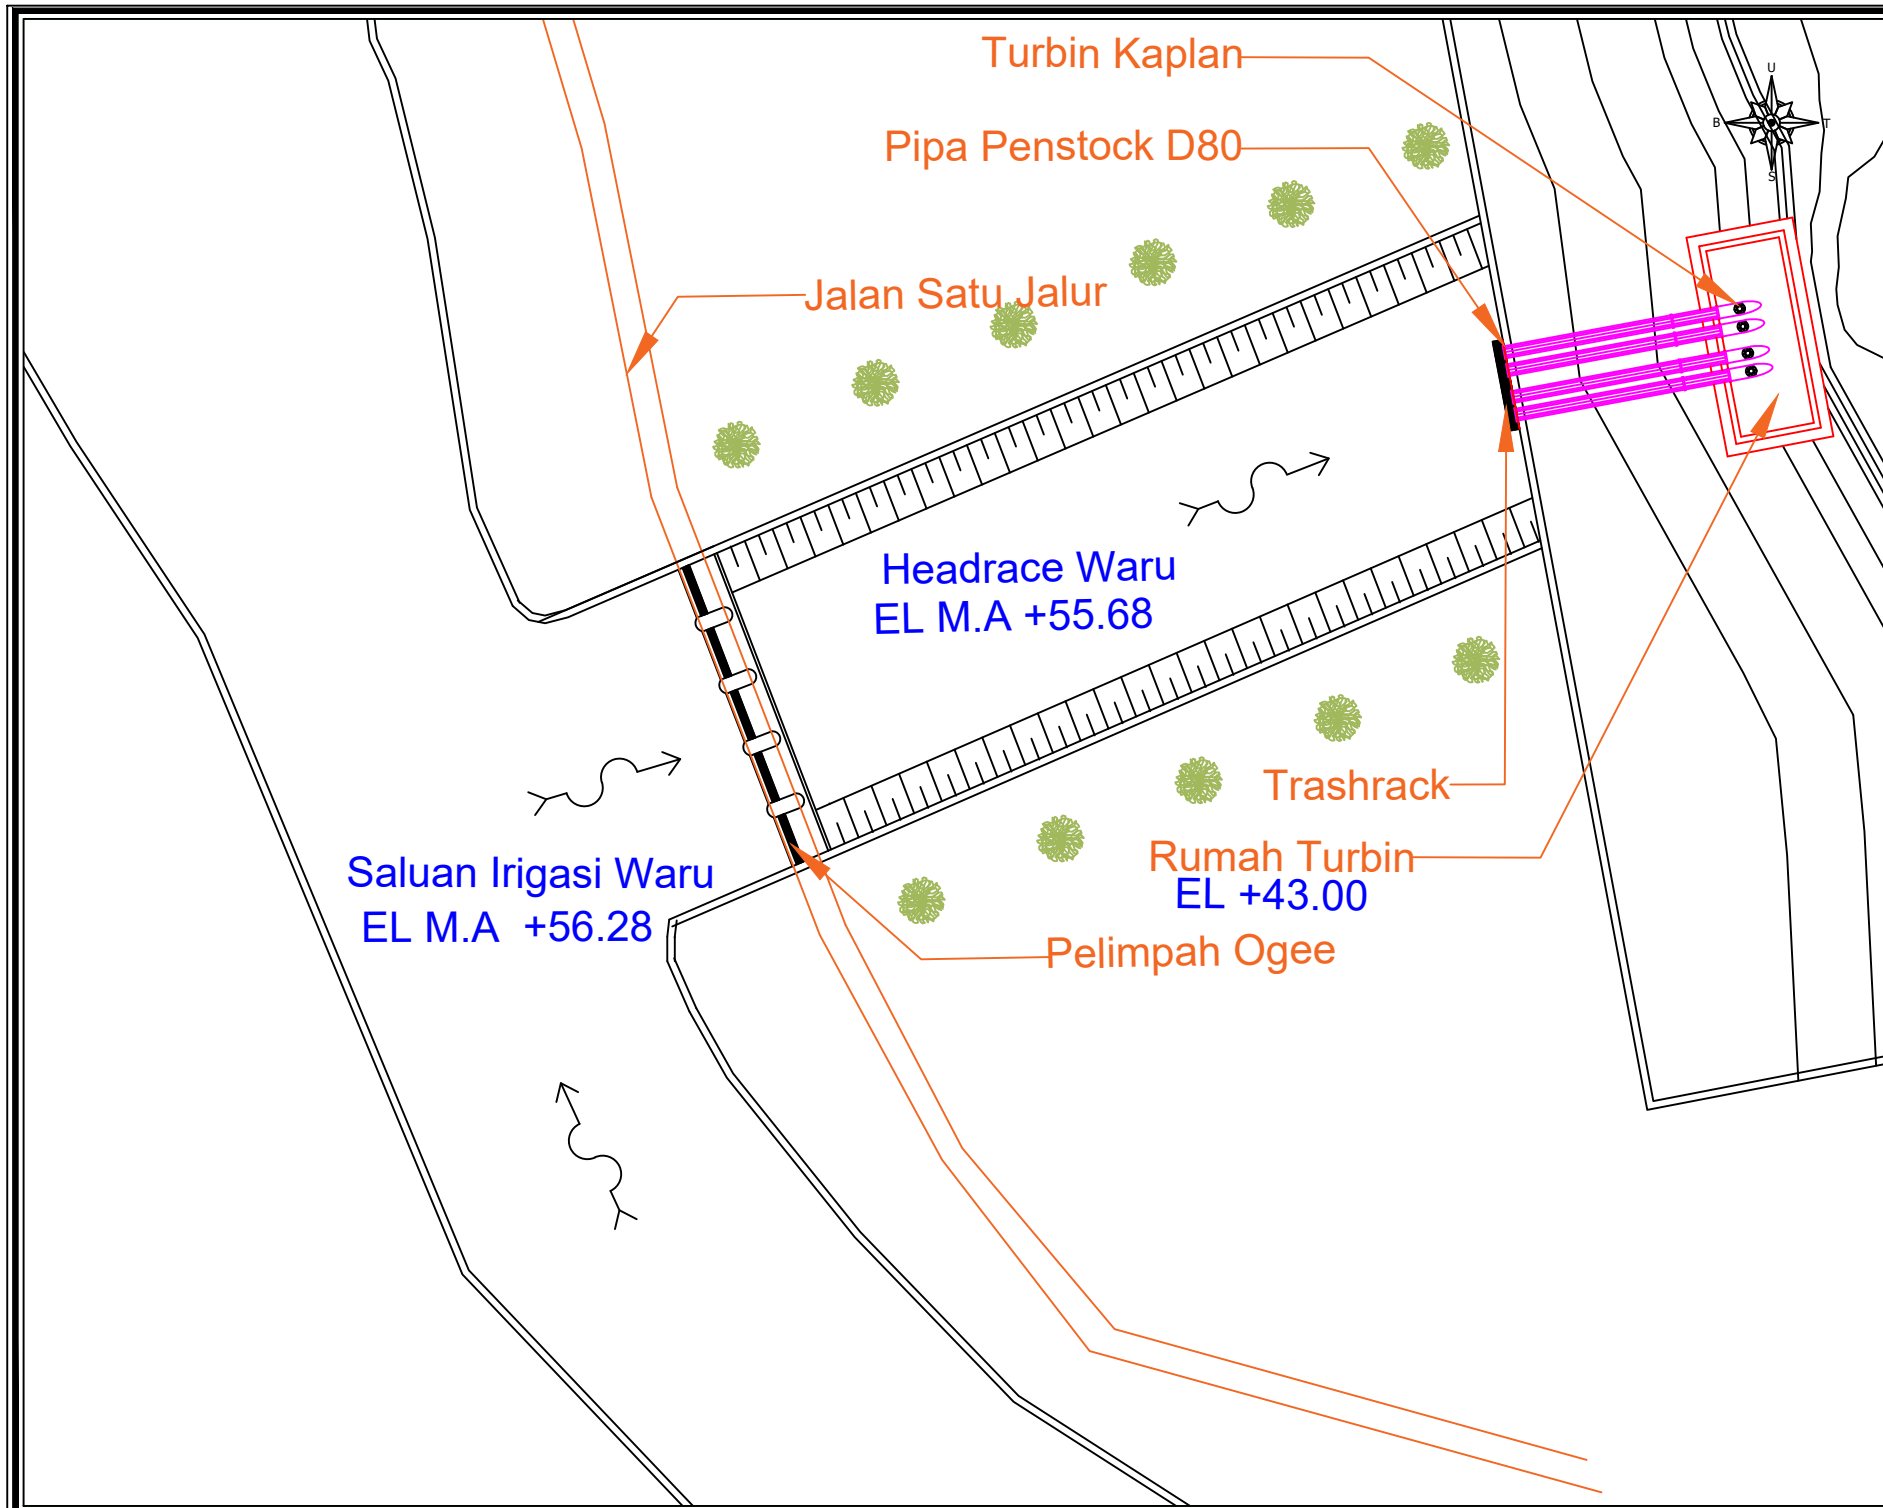 Turbin Kaplan
U
B
T
S
Pipa Penstock D80
Jalan Satu Jalur
Headrace Waru
EL M.A +55.68
Trashrack
Rumah Turbin
EL +43.00
Saluan Irigasi Waru
EL M.A +56.28
Pelimpah Ogee